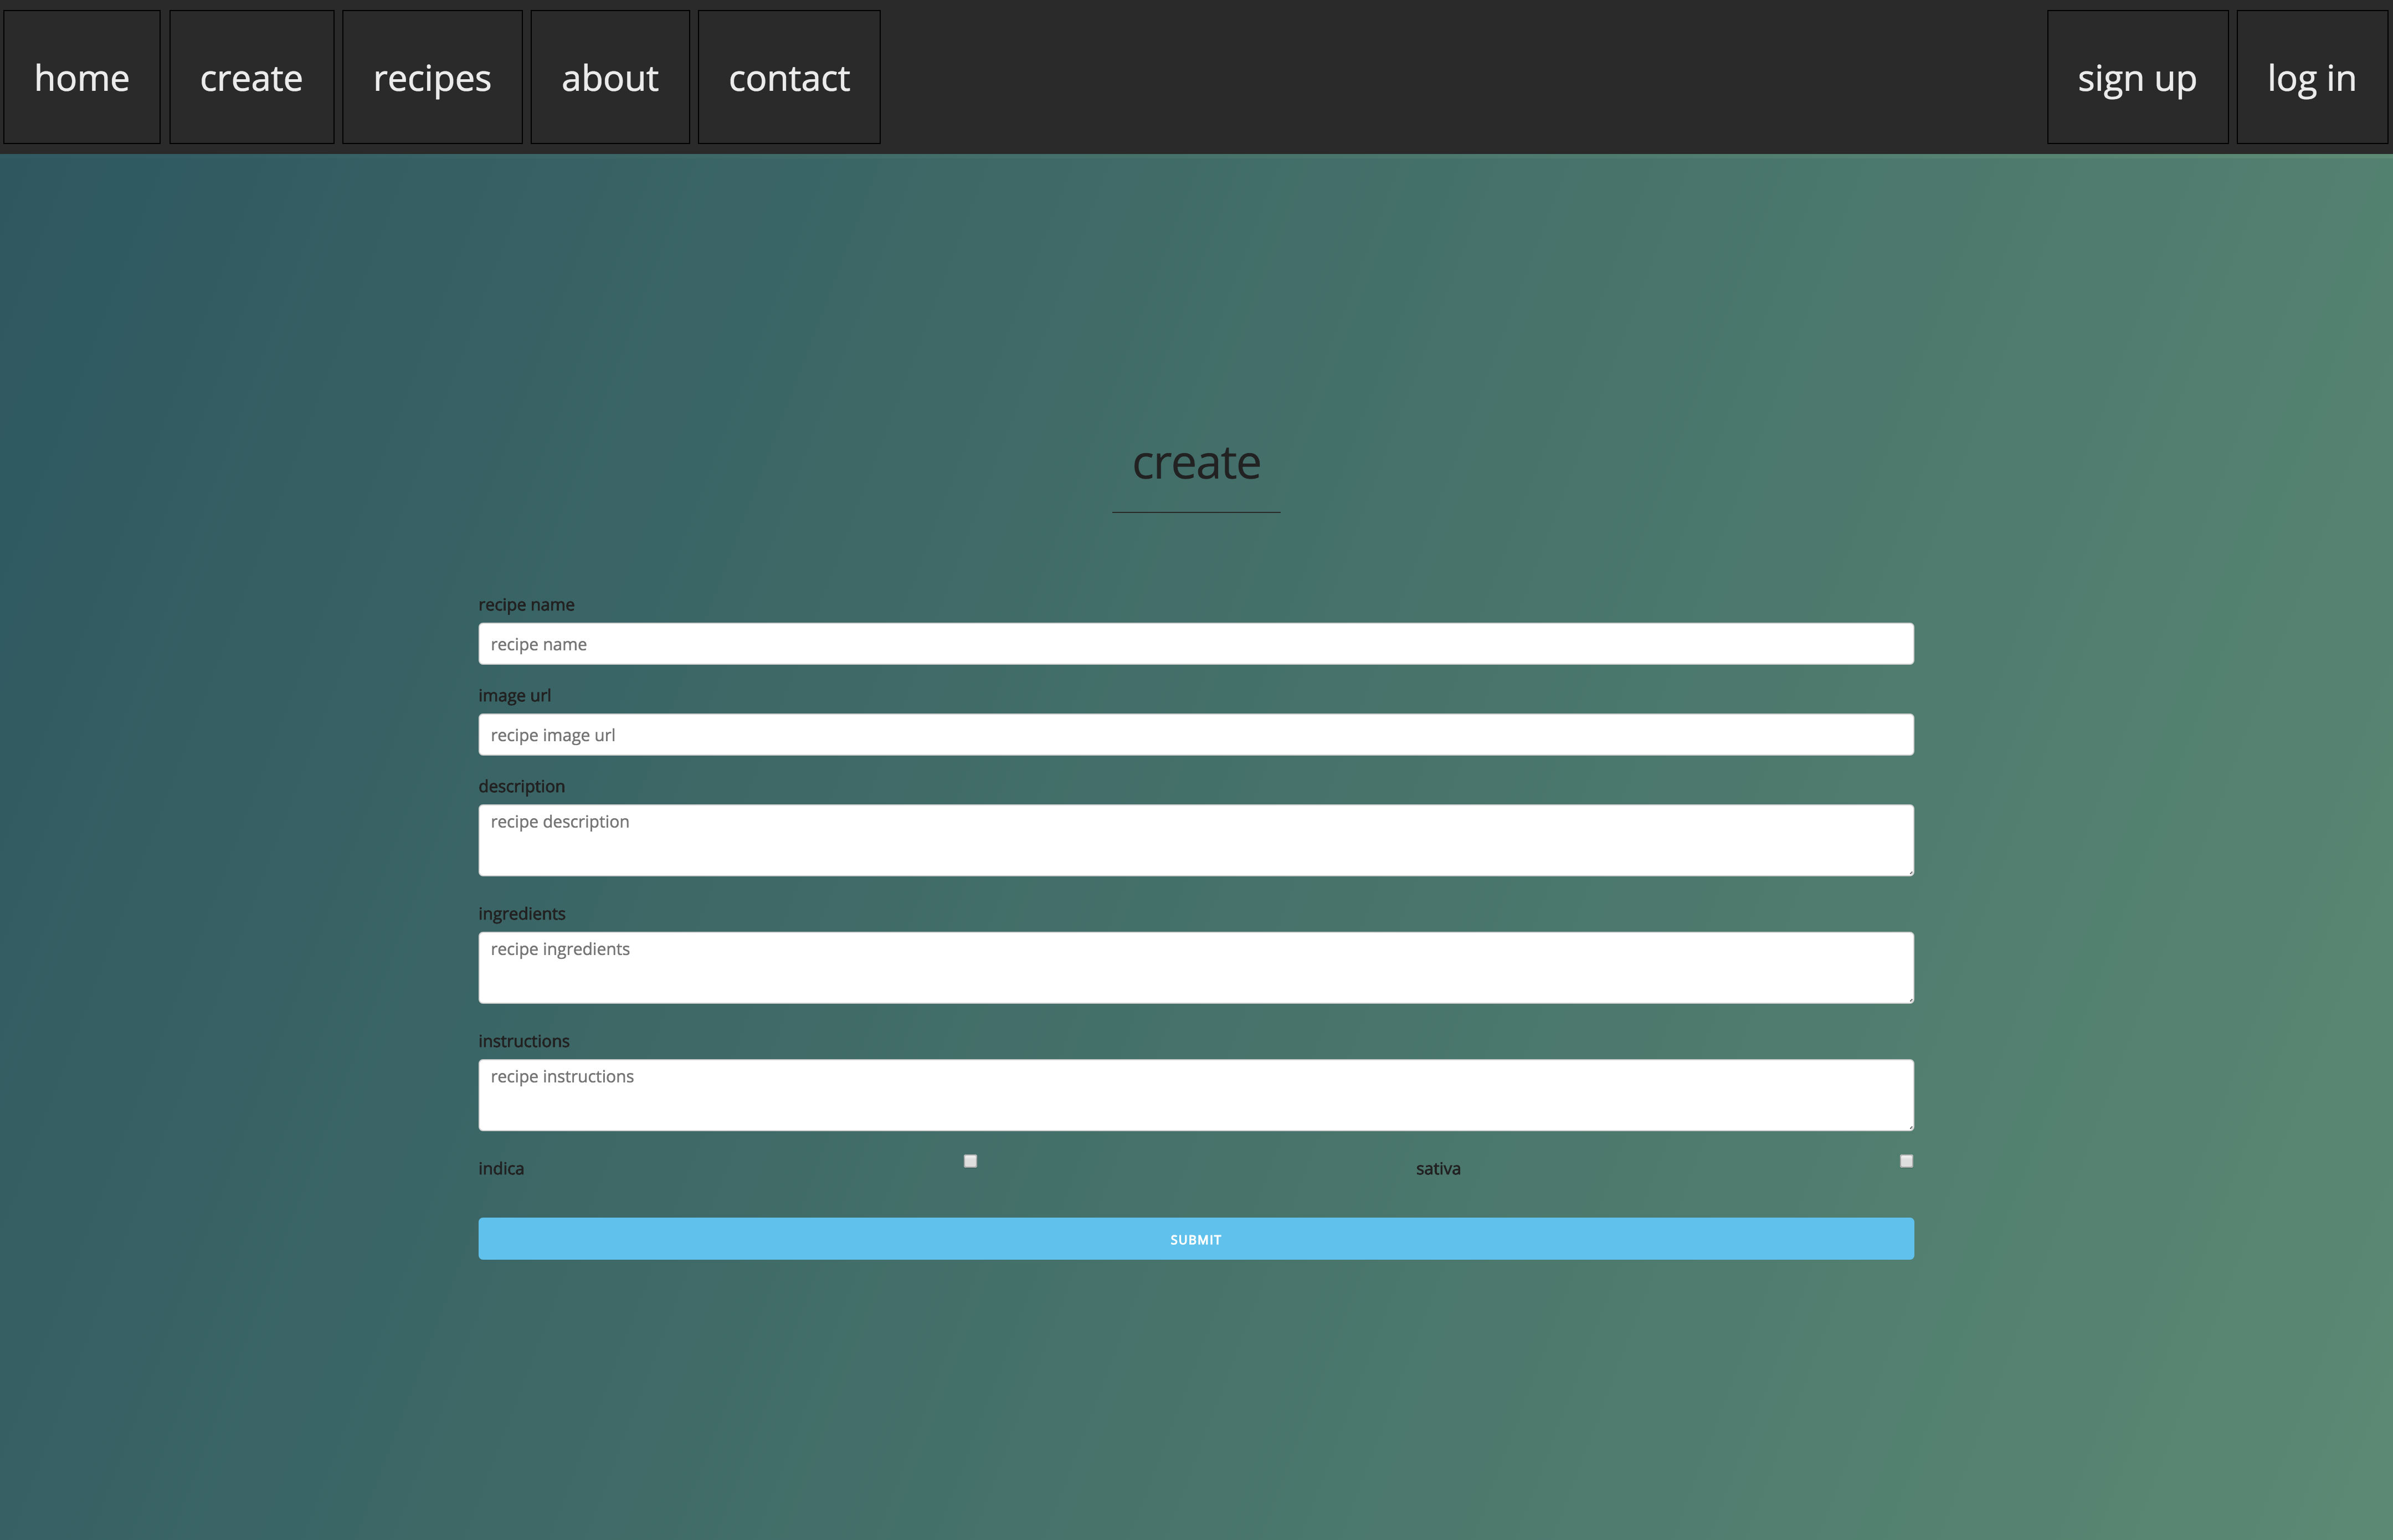 home create recipes about contact sign up log in
create
recipe name
recipe name
image url
recipe image url
description
recipe description
ingredients
recipe ingredients
instructions
recipe instructions
indica sativa
SUBMIT